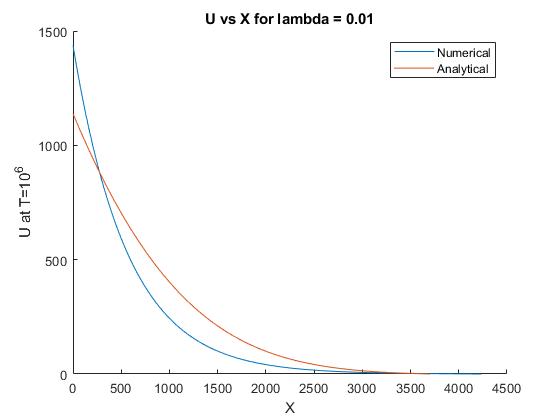 U vs X for lambda = 0.01
1500
1000
500
0
U at T=10^6
Numerical
Analytical
0 500 1000 1500 2000 2500 3000 3500 4000 4500
X